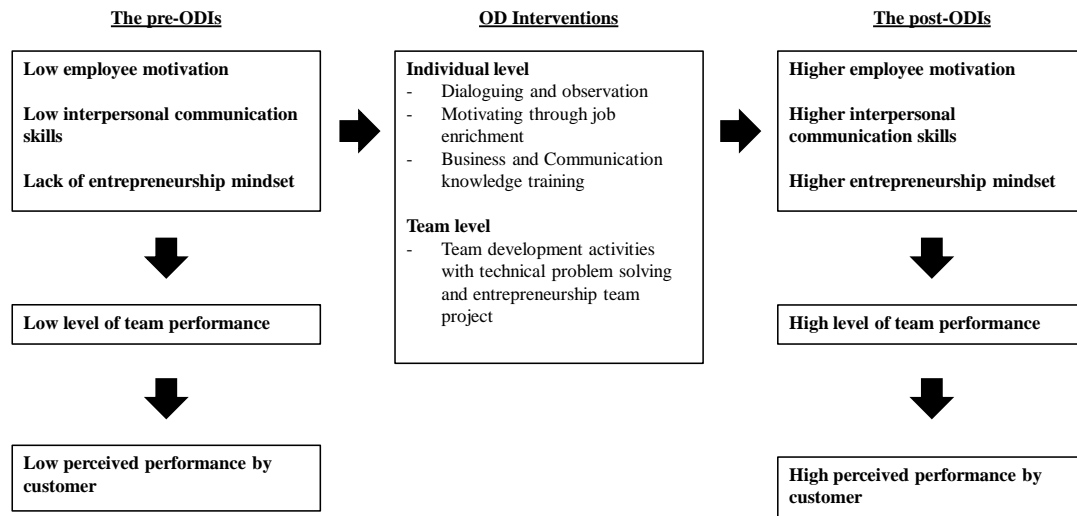 The pre-ODIs
Low employee motivation
Low interpersonal communication
skills
Lack of entrepreneurship mindset
Low level of team performance
Low perceived performance by
customer
OD Interventions
Individual level
- Dialoguing and observation
- Motivating through job
enrichment
- Business and Communication
knowledge training
Team level
- Team development activities
with technical problem solving
and entrepreneurship team
project
The post-ODIs
Higher employee motivation
Higher interpersonal
communication skills
Higher entrepreneurship mindset
High level of team performance
High perceived performance by
customer